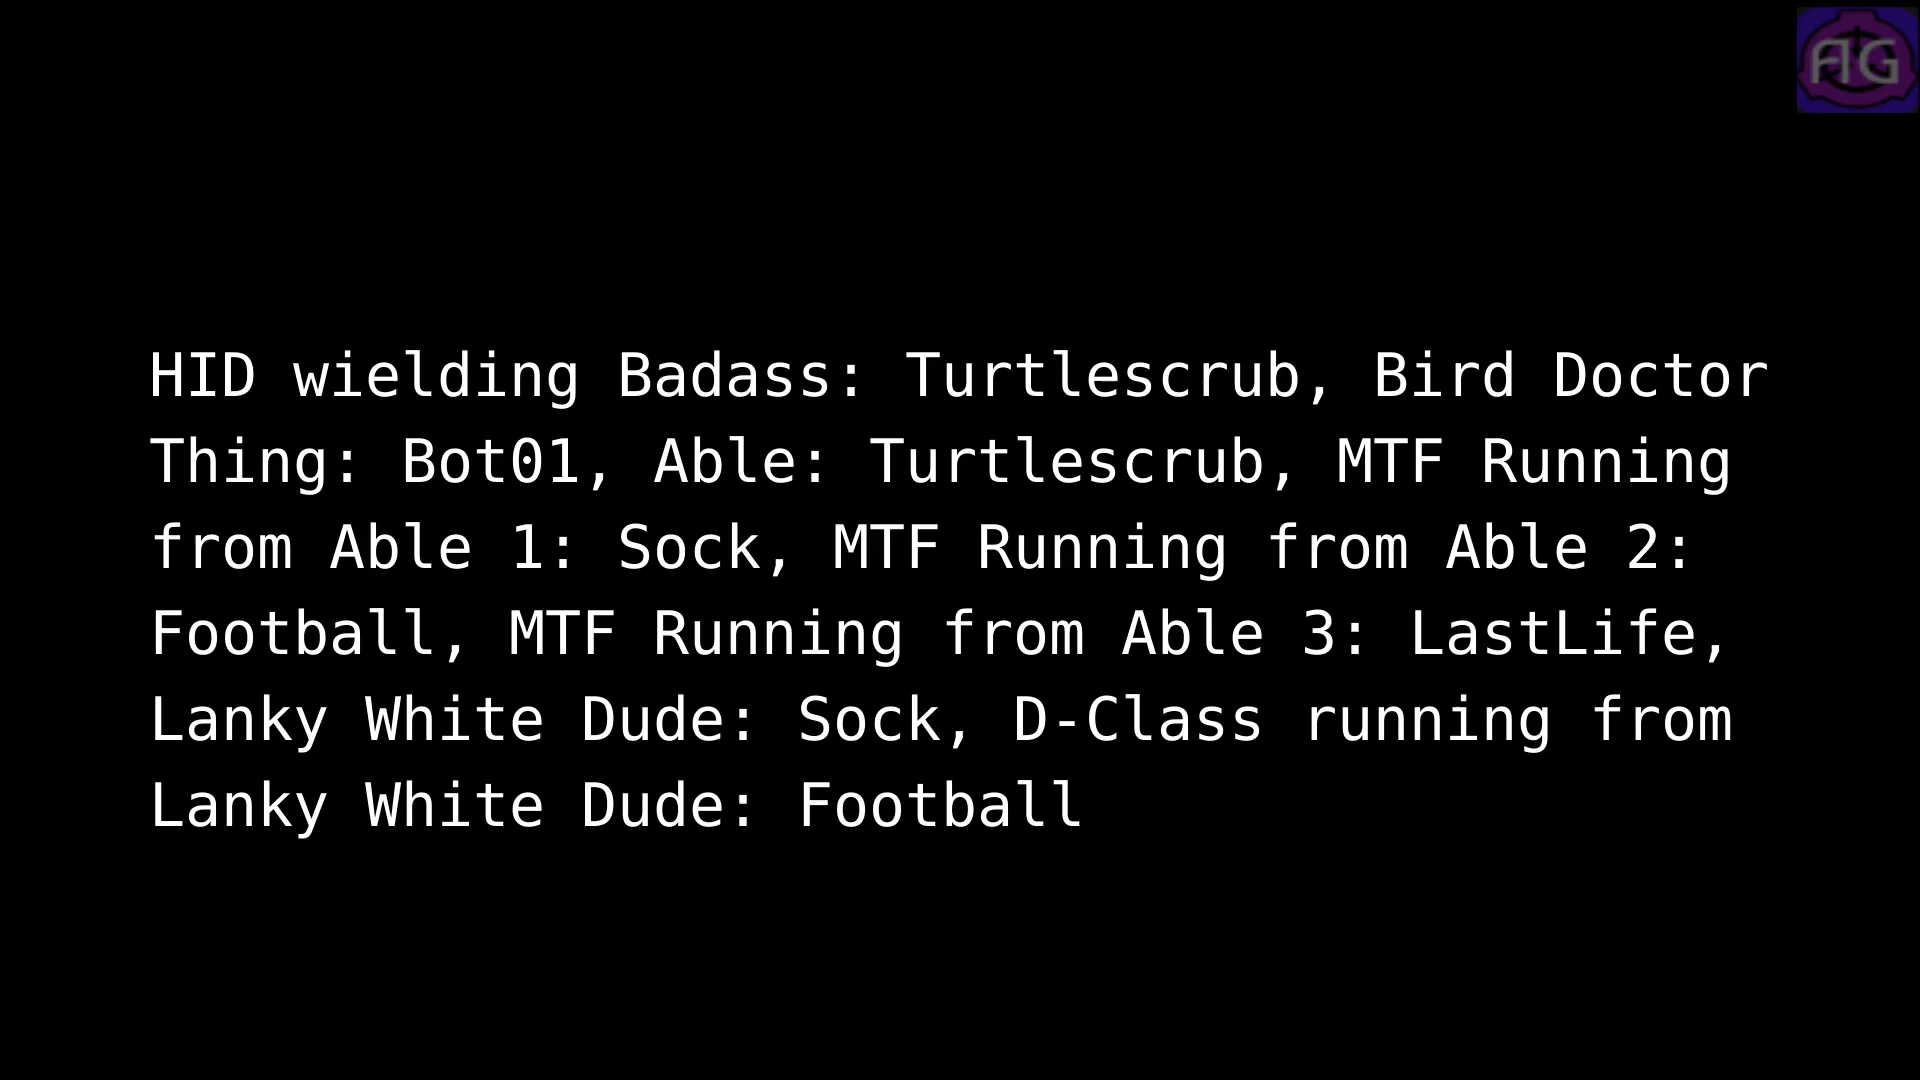 AG
HID wielding Badass: Turtlescrub, Bird Doctor
Thing: Bot01, Able: Turtlescrub, MTF Running
from Able 1: Sock, MTF Running from Able 2:
Football, MTF Running from Able 3: LastLife,
Lanky White Dude: Sock, D-Class running from
Lanky White Dude: Football